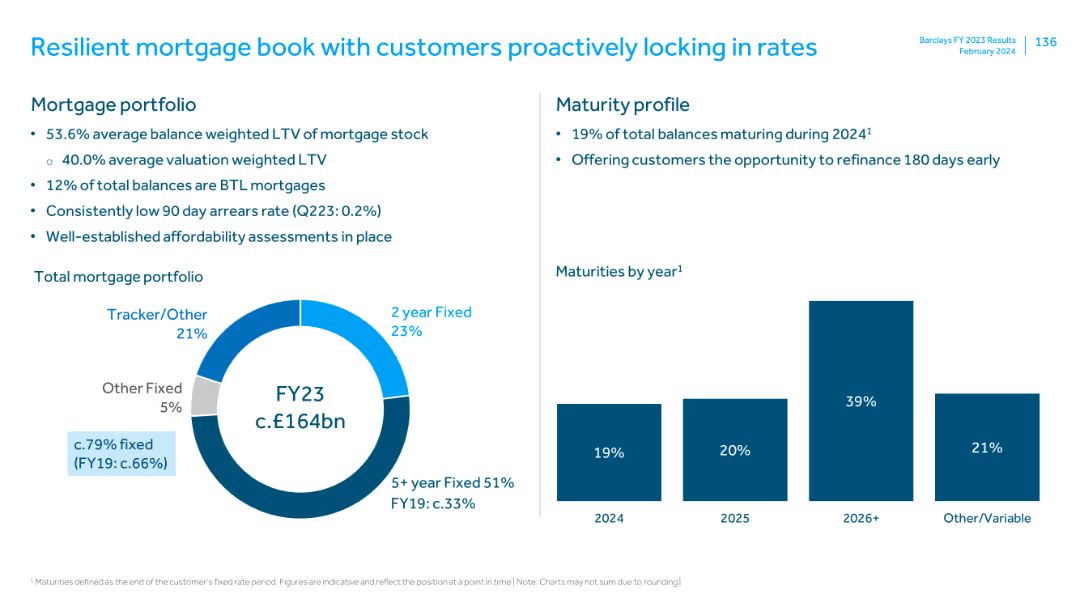 Resilient mortgage book with customers proactively locking in rates
Barclays FY 2023 Results
February 2024
136
Mortgage portfolio
• 53.6% average balance weighted LTV of mortgage stock
o 40.0% average valuation weighted LTV
• 12% of total balances are BTL mortgages
• Consistently low 90 day arrears rate (Q223: 0.2%)
• Well-established affordability assessments in place
Total mortgage portfolio
Tracker/Other
21%
2 year Fixed
23%
Other Fixed
5%
FY23
c.£164bn
c.79% fixed
(FY19: c.66%)
5+ year Fixed 51%
FY19: c.33%
Maturity profile
• 19% of total balances maturing during 2024¹
• Offering customers the opportunity to refinance 180 days early
Maturities by year¹
19%
20%
39%
21%
2024
2025
2026+
Other/Variable
¹ Maturities defined as the end of the customer's fixed rate period. Figures are indicative and reflect the position at a point in time | Note: Charts may not sum due to rounding |